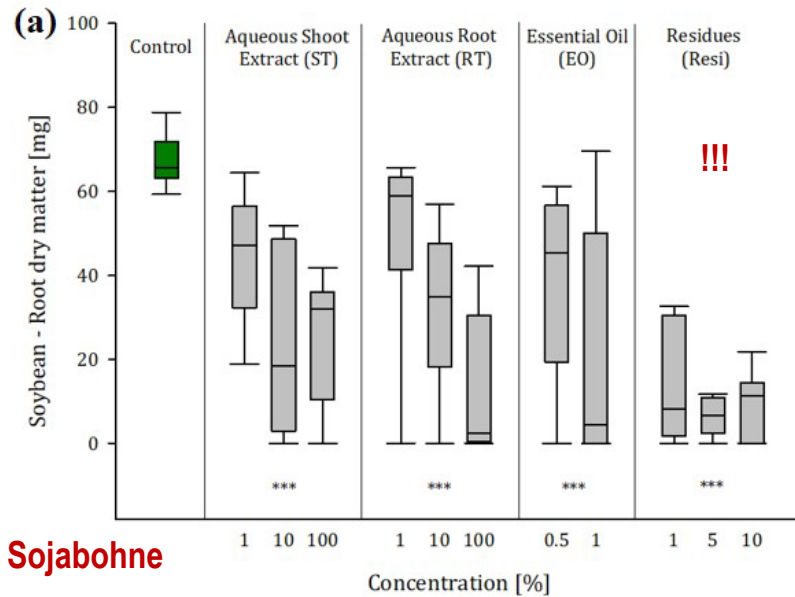 (a)
100
80
60
40
20
0
Soybean - Root dry matter [mg]
Control
Aqueous Shoot
Extract (ST)
Aqueous Root
Extract (RT)
Essential Oil
(EO)
Residues
(Resi)
!!!
*** *** *** ***
1 10 100 1 10 100 0.5 1 1 5 10
Sojabohne
Concentration [%]